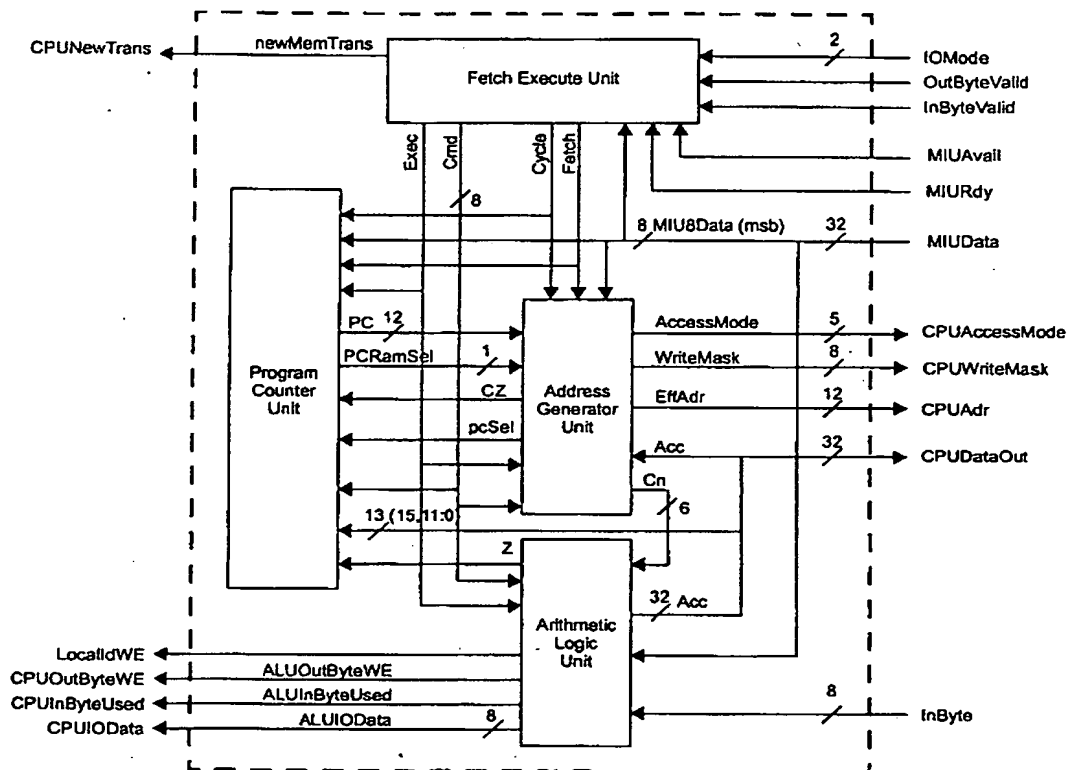 CPUNewTrans
newMemTrans
Fetch Execute Unit
2
IOMode
OutByteValid
InByteValid
MIUAvail
MIURdy
Exec
Cmd
Cycle
Fetch
8
8 MIU8Data (msb)
32
MIUData
PC 12
PCRamSel 1
CZ
pcSel
Program
Counter
Unit
Address
Generator
Unit
AccessMode
5
CPUAccessMode
WriteMask
8
CPUWriteMask
EffAdr
12
CPUAdr
Acc
32
CPUDataOut
Cn
6
13 (15,11:0)
Z
32 Acc
Arithmetic
Logic
Unit
LocalIdWE
CPUOutByteWE
ALUOutByteWE
CPUInByteUsed
ALUInByteUsed
CPUIOData
ALUIOData
8
8
InByte